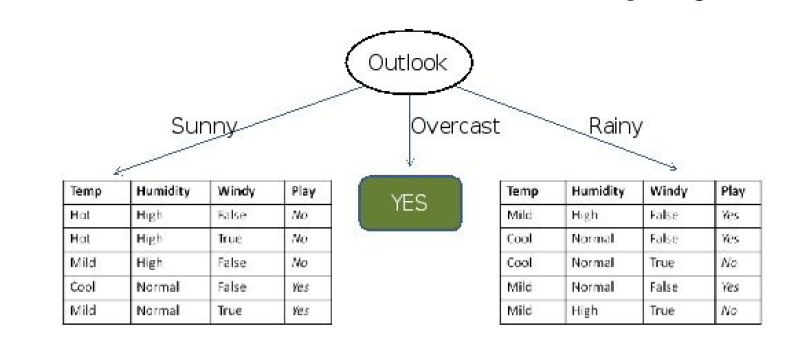 Outlook
Sunny Overcast Rainy
YES
Temp Humidity Windy Play
Hot High False No
Hot High True No
Mild High False No
Cool Normal False Yes
Mild Normal True Yes
Temp Humidity Windy Play
Mild High False Yes
Cool Normal False Yes
Cool Normal True No
Mild Normal False Yes
Mild High True No